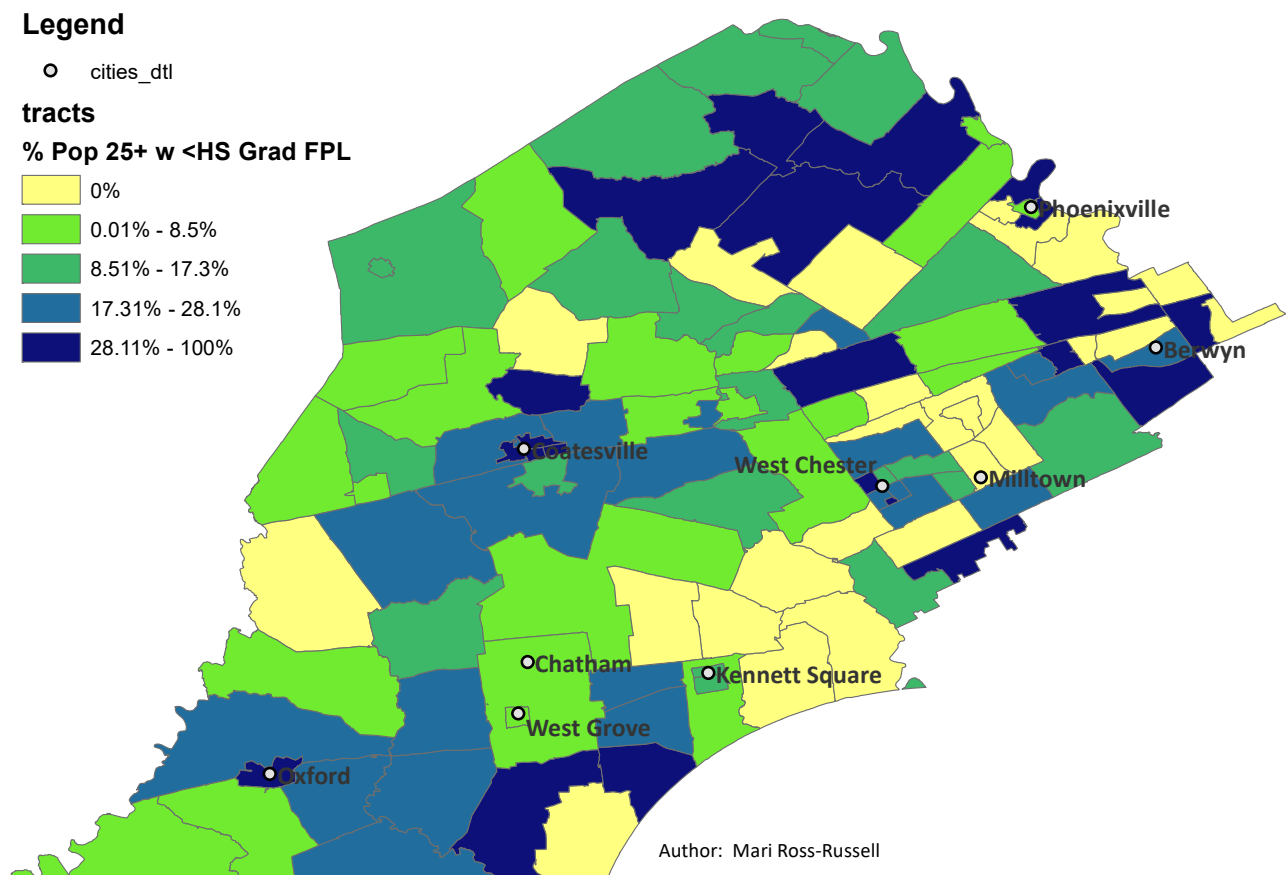 Legend
cities_dtl
tracts
% Pop 25+ w <HS Grad FPL
0%
0.01% - 8.5%
8.51% - 17.3%
17.31% - 28.1%
28.11% - 100%
Phoenixville
Berwyn
Coatesville
West Chester
Milltown
Chatham
Kennett Square
West Grove
Oxford
Author: Mari Ross-Russell